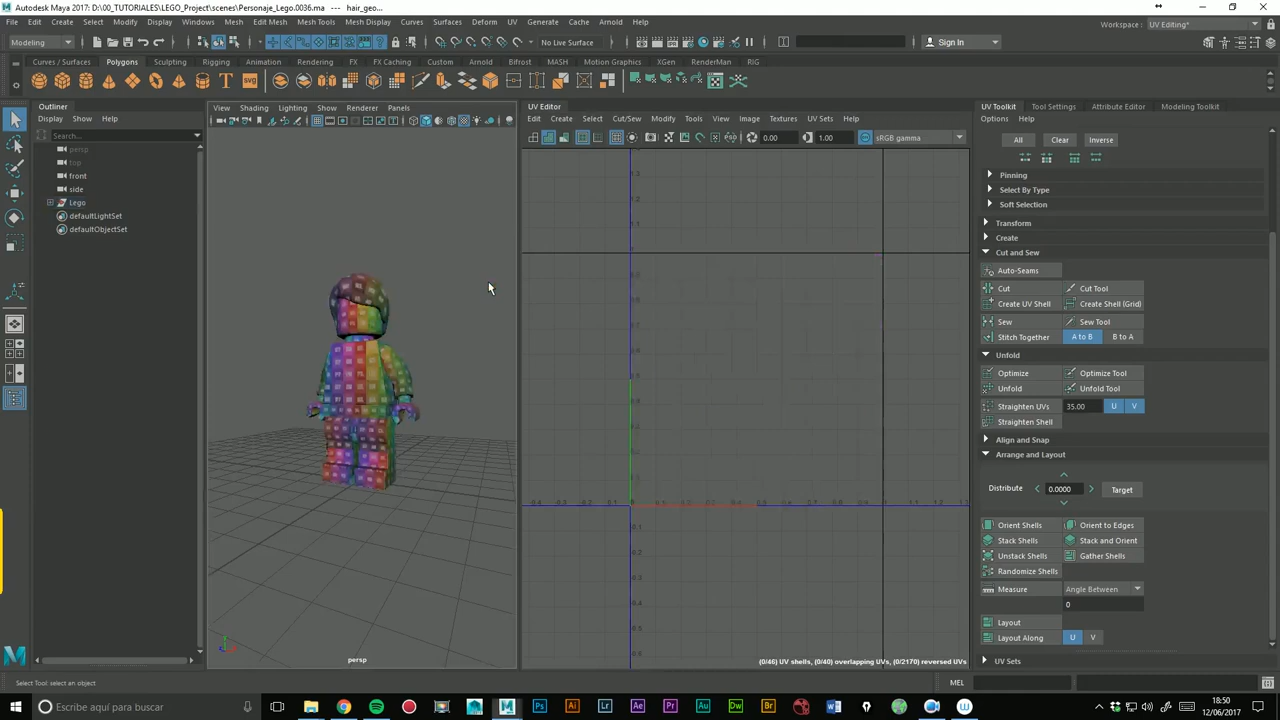 Autodesk Maya 2017: D:\00_TUTORIALES\LEGO_Project\scenes\Personaje_Lego.0036.ma --- hair_geo...
File Edit Create Select Modify Display Windows Mesh Edit Mesh Mesh Tools Mesh Display Curves Surfaces Deform UV Generate Cache Arnold Help
Workspace: UV Editing*
Modeling No Live Surface Sign In
Curves / Surfaces Polygons Sculpting Rigging Animation Rendering FX FX Caching Custom Arnold Bifrost MASH Motion Graphics XGen RenderMan RIG
Outliner
Display Show Help
Search...
persp
top
front
side
Lego
defaultLightSet
defaultObjectSet
View Shading Lighting Show Renderer Panels
persp
UV Editor
Edit Create Select Cut/Sew Modify Tools View Image Textures UV Sets Help
0.00 1.00 sRGB gamma
(0/46) UV shells, (0/40) overlapping UVs, (0/2170) reversed UVs
UV Toolkit Tool Settings Attribute Editor Modeling Toolkit
Options Help
All Clear Inverse
Pinning
Select By Type
Soft Selection
Transform
Create
Cut and Sew
Auto-Seams
Cut Cut Tool
Create UV Shell Create Shell (Grid)
Sew Sew Tool
Stitch Together A to B B to A
Unfold
Optimize Optimize Tool
Unfold Unfold Tool
Straighten UVs 35.00 U V
Straighten Shell
Align and Snap
Arrange and Layout
Distribute 0.0000 Target
Orient Shells Orient to Edges
Stack Shells Stack and Orient
Unstack Shells Gather Shells
Randomize Shells
Measure Angle Between
0
Layout
Layout Along U V
UV Sets
Select Tool: select an object
MEL
Escribe aquí para buscar
18:50
12/06/2017